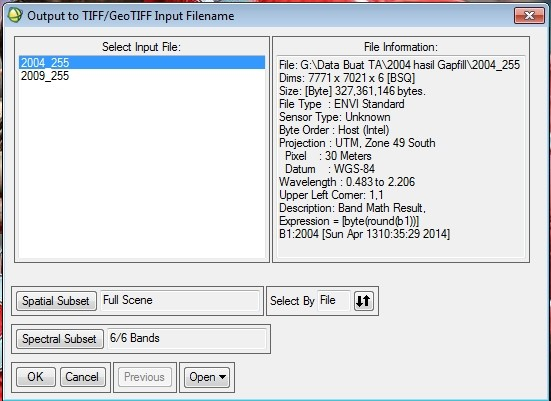 Output to TIFF/GeoTIFF Input Filename
Select Input File:
2004_255
2009_255
File Information:
File: G:\Data Buat TA\2004 hasil Gapfill\2004_255
Dims: 7771 x 7021 x 6 [BSQ]
Size: [Byte] 327,361,146 bytes.
File Type : ENVI Standard
Sensor Type: Unknown
Byte Order : Host (Intel)
Projection : UTM, Zone 49 South
Pixel : 30 Meters
Datum : WGS-84
Wavelength : 0.483 to 2.206
Upper Left Corner: 1,1
Description: Band Math Result,
Expression = [byte(round(b1))]
B1:2004 [Sun Apr 1310:35:29 2014]
Spatial Subset Full Scene
Select By File
Spectral Subset 6/6 Bands
OK Cancel Previous Open